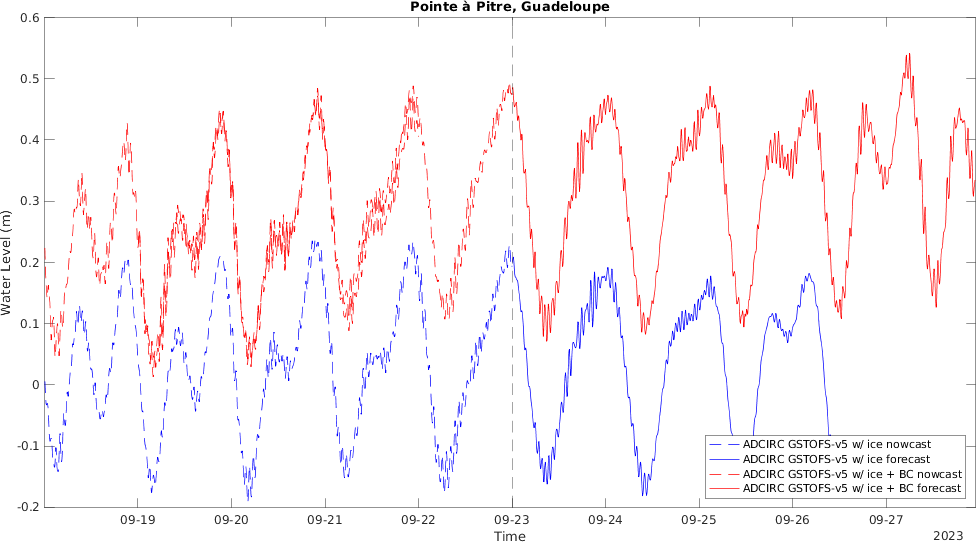 Pointe à Pitre, Guadeloupe
0.6
0.5
0.4
0.3
0.2
0.1
0
-0.1
-0.2
Water Level (m)
ADCIRC GSTOFS-v5 w/ ice nowcast
ADCIRC GSTOFS-v5 w/ ice forecast
ADCIRC GSTOFS-v5 w/ ice + BC nowcast
ADCIRC GSTOFS-v5 w/ ice + BC forecast
09-19 09-20 09-21 09-22 09-23 09-24 09-25 09-26 09-27
Time
2023